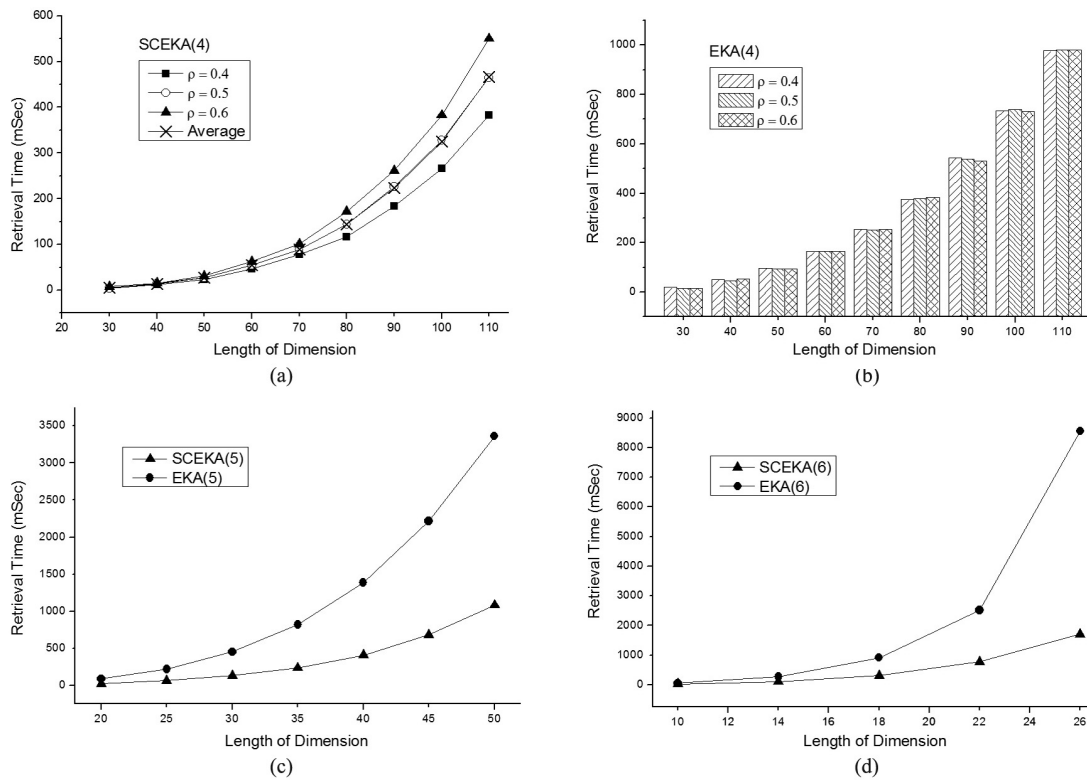 600
500
400
300
200
100
0
Retrieval Time (mSec)
SCEKA(4)
ρ = 0.4
ρ = 0.5
ρ = 0.6
Average
20 30 40 50 60 70 80 90 100 110
Length of Dimension
(a)
1000
800
600
400
200
0
Retrieval Time (mSec)
EKA(4)
ρ = 0.4
ρ = 0.5
ρ = 0.6
30 40 50 60 70 80 90 100 110
Length of Dimension
(b)
3500
3000
2500
2000
1500
1000
500
0
Retrieval Time (mSec)
SCEKA(5)
EKA(5)
20 25 30 35 40 45 50
Length of Dimension
(c)
9000
8000
7000
6000
5000
4000
3000
2000
1000
0
Retrieval Time (mSec)
SCEKA(6)
EKA(6)
10 12 14 16 18 20 22 24 26
Length of Dimension
(d)